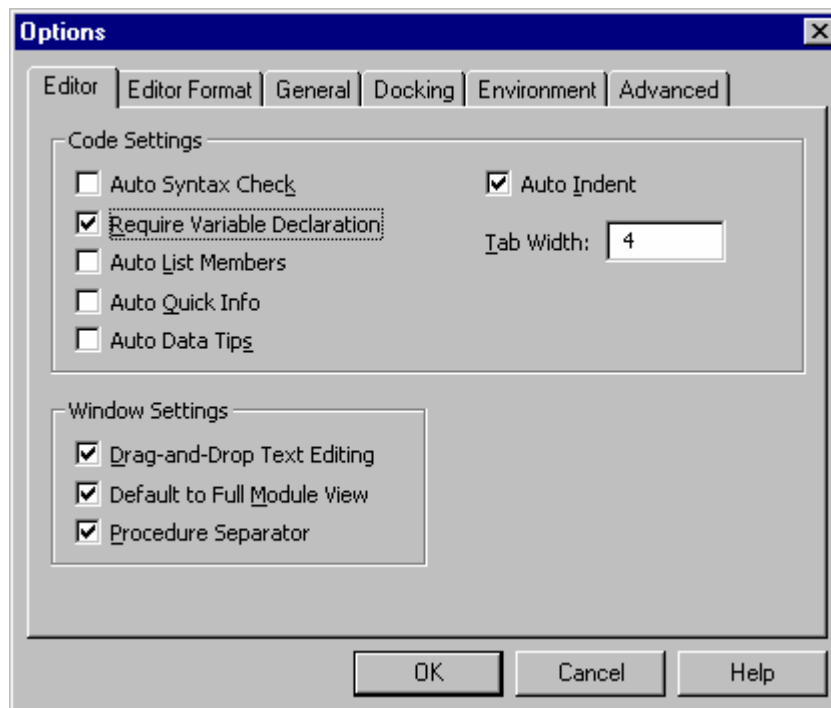 Options
Editor Editor Format General Docking Environment Advanced
Code Settings
Auto Syntax Check
Auto Indent
Require Variable Declaration
Tab Width: 4
Auto List Members
Auto Quick Info
Auto Data Tips
Window Settings
Drag-and-Drop Text Editing
Default to Full Module View
Procedure Separator
OK Cancel Help